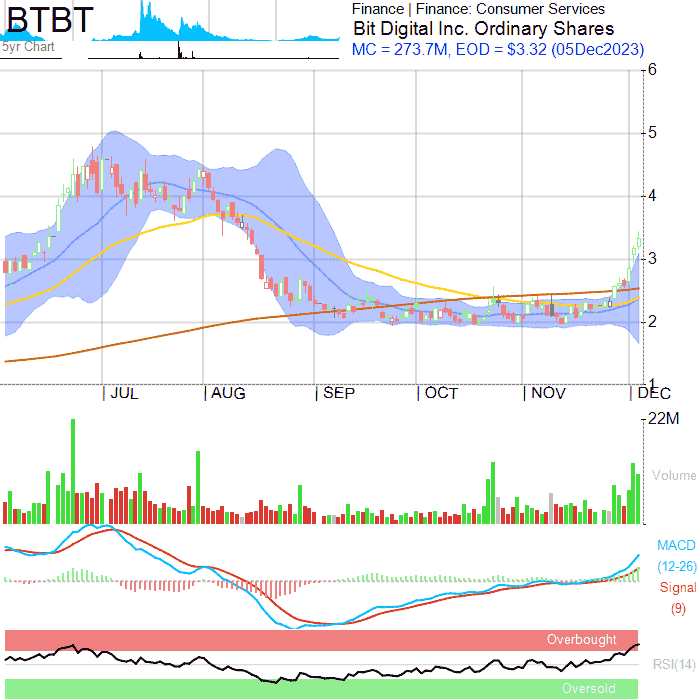 BTBT
5yr Chart
Finance | Finance: Consumer Services
Bit Digital Inc. Ordinary Shares
MC = 273.7M, EOD = $3.32 (05Dec2023)
6
5
4
3
2
1
JUL AUG SEP OCT NOV DEC
22M
Volume
MACD
(12-26)
Signal
(9)
Overbought
RSI(14)
Oversold